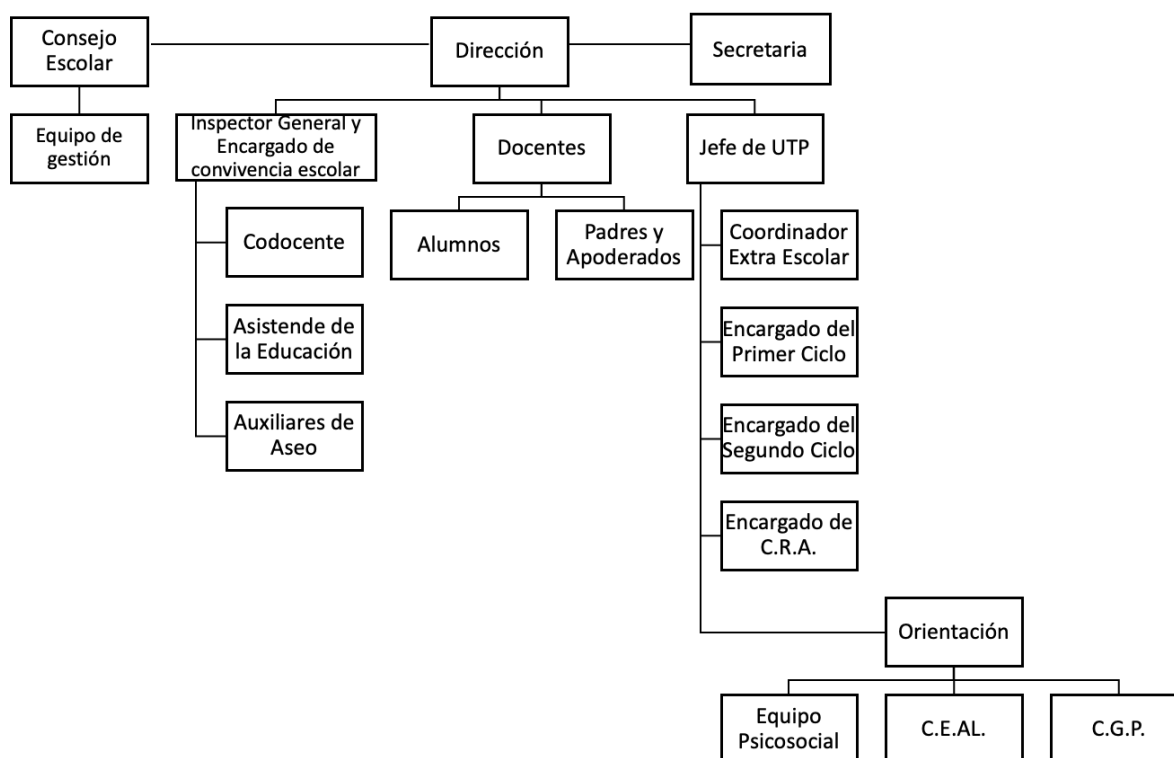 Consejo
Escolar
Dirección
Secretaria
Equipo de
gestión
Inspector General y
Encargado de
convivencia escolar
Docentes
Jefe de UTP
Codocente
Alumnos
Padres y
Apoderados
Coordinador
Extra Escolar
Asistende de
la Educación
Encargado del
Primer Ciclo
Auxiliares de
Aseo
Encargado del
Segundo Ciclo
Encargado de
C.R.A.
Orientación
Equipo
Psicosocial
C.E.AL.
C.G.P.